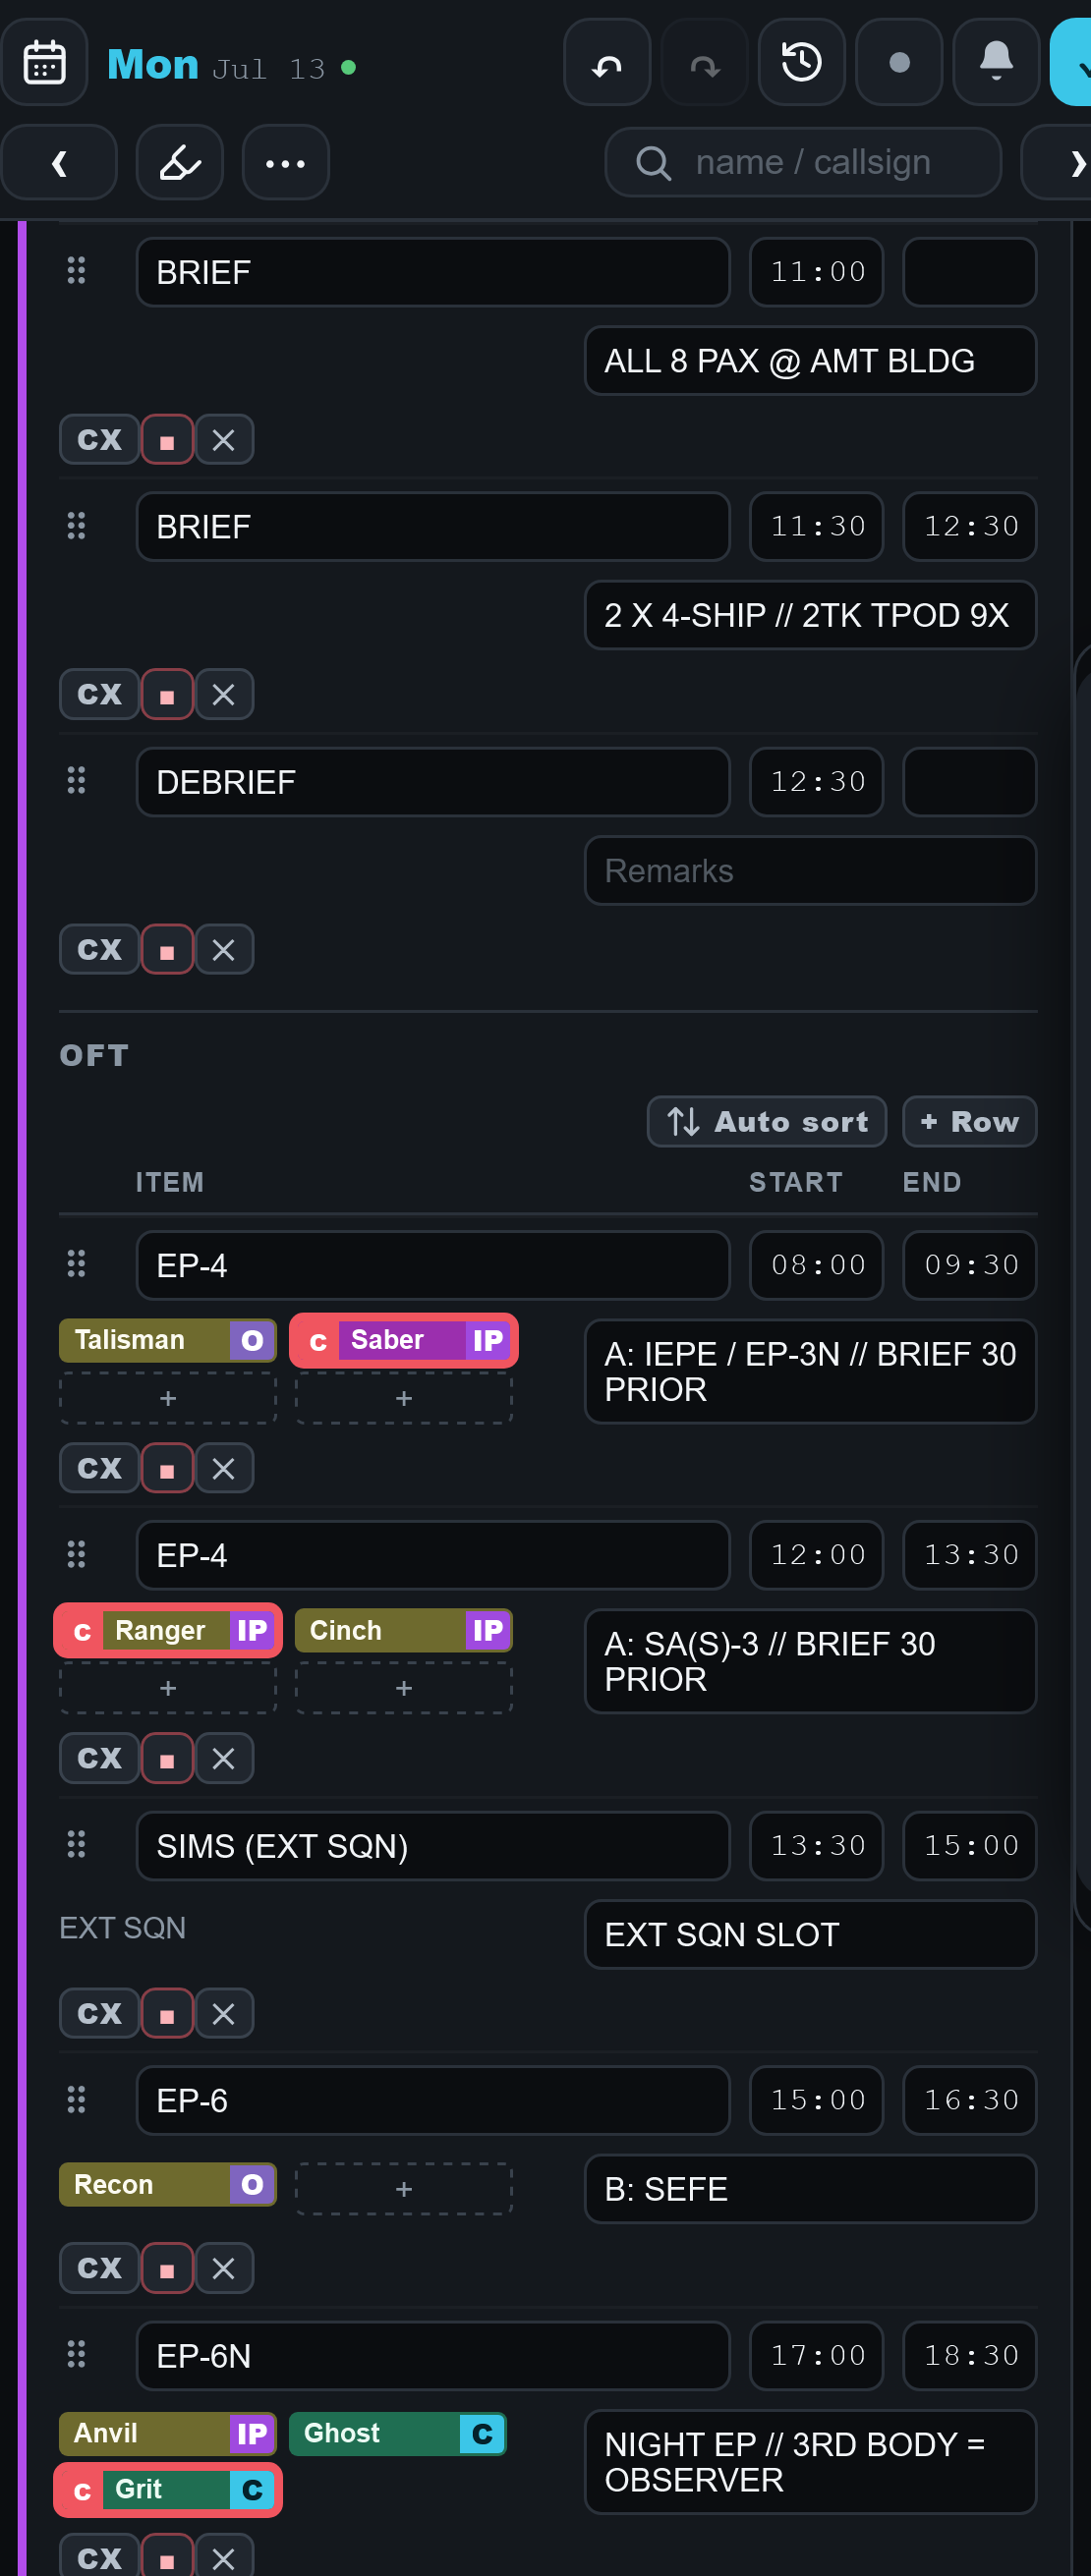 Mon Jul 13
name / callsign
BRIEF 11:00
ALL 8 PAX @ AMT BLDG
CX
BRIEF 11:30 12:30
2 X 4-SHIP // 2TK TPOD 9X
CX
DEBRIEF 12:30
Remarks
CX
OFT
Auto sort + Row
ITEM START END
EP-4 08:00 09:30
Talisman O c Saber IP
A: IEPE / EP-3N // BRIEF 30
PRIOR
+ +
CX
EP-4 12:00 13:30
c Ranger IP Cinch IP
A: SA(S)-3 // BRIEF 30
PRIOR
+ +
CX
SIMS (EXT SQN) 13:30 15:00
EXT SQN EXT SQN SLOT
CX
EP-6 15:00 16:30
Recon O + B: SEFE
CX
EP-6N 17:00 18:30
Anvil IP Ghost C
NIGHT EP // 3RD BODY =
OBSERVER
c Grit C
CX